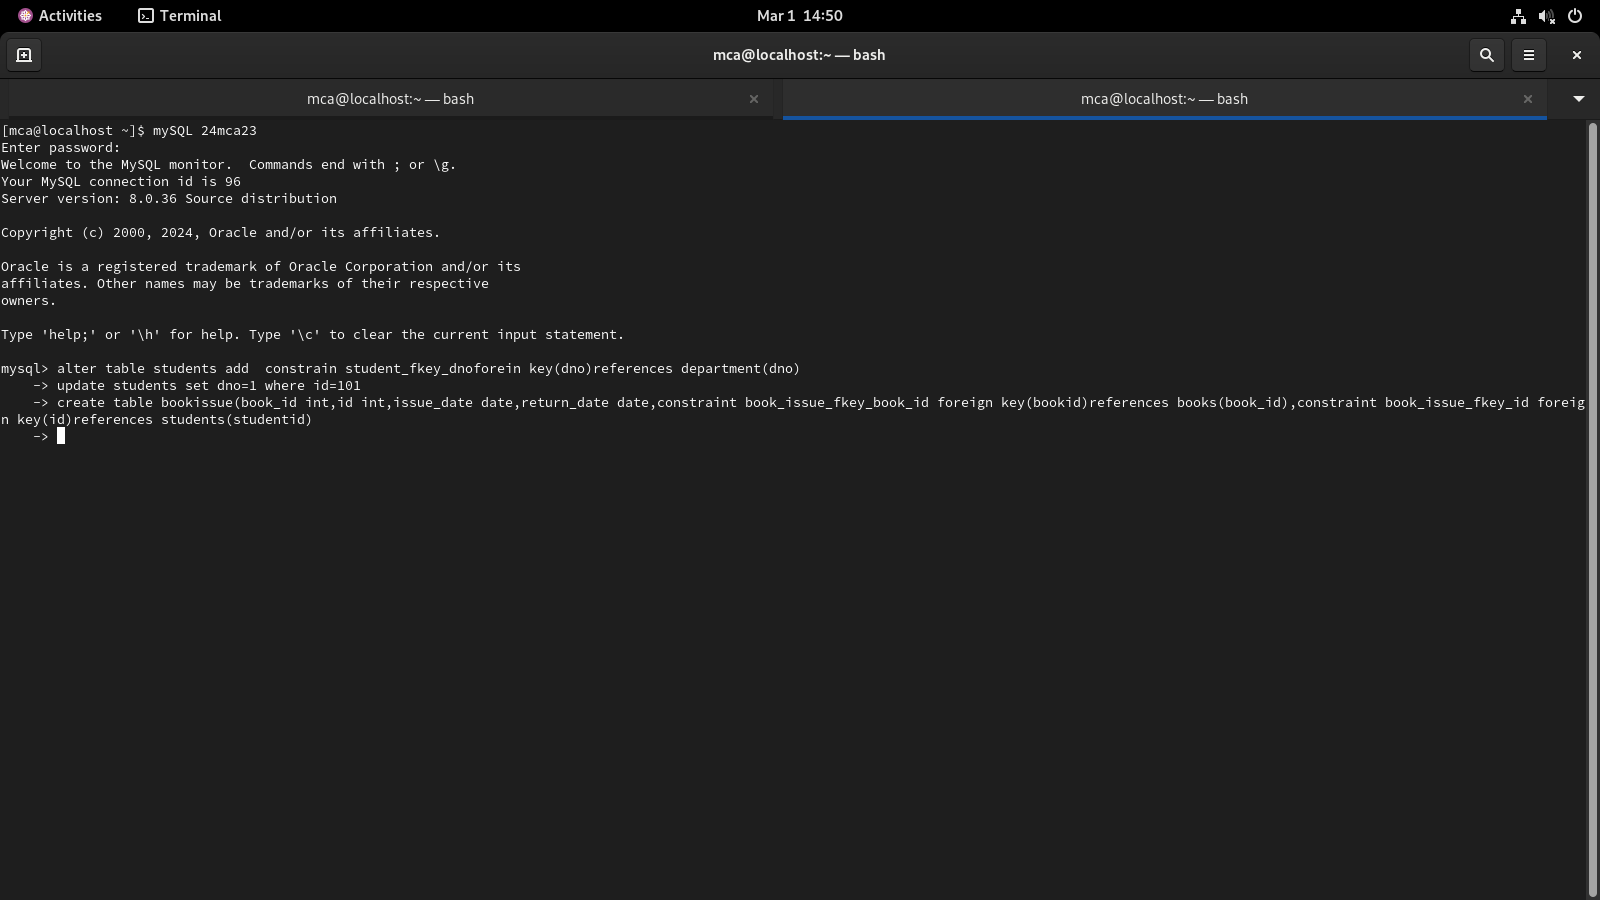 Activities
Terminal
Mar 1 14:50
mca@localhost:~ — bash
mca@localhost:~ — bash
mca@localhost:~ — bash
[mca@localhost ~]$ mySQL 24mca23
Enter password:
Welcome to the MySQL monitor.  Commands end with ; or \g.
Your MySQL connection id is 96
Server version: 8.0.36 Source distribution
Copyright (c) 2000, 2024, Oracle and/or its affiliates.
Oracle is a registered trademark of Oracle Corporation and/or its
affiliates. Other names may be trademarks of their respective
owners.
Type 'help;' or '\h' for help. Type '\c' to clear the current input statement.
mysql> alter table students add  constrain student_fkey_dnoforein key(dno)references department(dno)
    -> update students set dno=1 where id=101
    -> create table bookissue(book_id int,id int,issue_date date,return_date date,constraint book_issue_fkey_book_id foreign key(bookid)references books(book_id),constraint book_issue_fkey_id foreig
n key(id)references students(studentid)
    ->